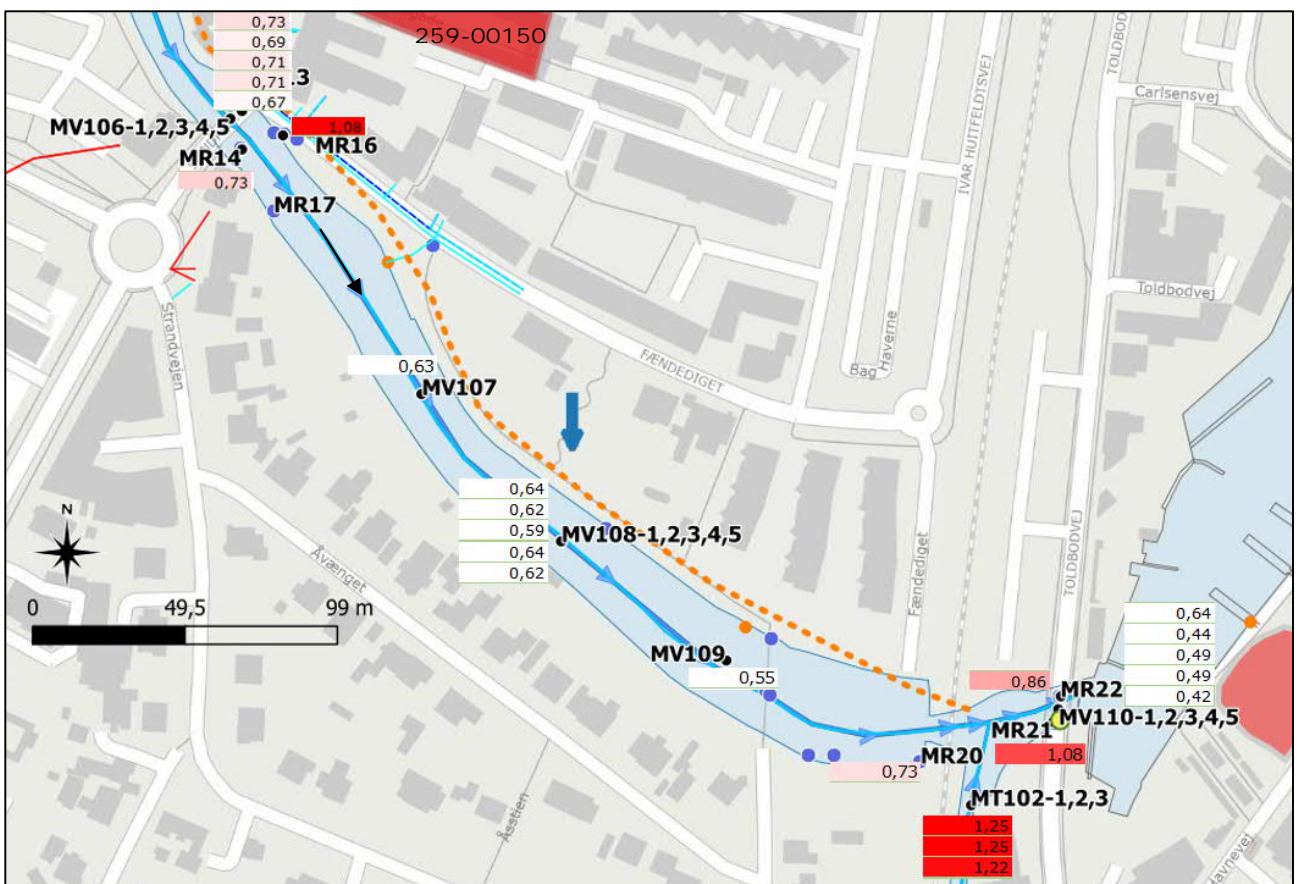 0,73
0,69
0,71
0,71
0,67
259-00150
TOLDBOD
Carlsensvej
MV106-1,2,3,4,5
1,08
MR16
MR14
0,73
MR17
IVAR HUITFELDTSVEJ
Toldbodvej
Strandvejen
FÆNDEDIGET
Bag Haverne
0,63
MV107
0,64
0,62
0,59
0,64
0,62
MV108-1,2,3,4,5
N
Åvænget
0 49,5 99 m
Fændediget
TOLDBODVEJ
0,64
0,44
0,49
0,49
0,42
MV109
0,55
0,86
MR22
MV110-1,2,3,4,5
MR21
1,08
MR20
0,73
MT102-1,2,3
Åsstien
1,25
1,25
1,22